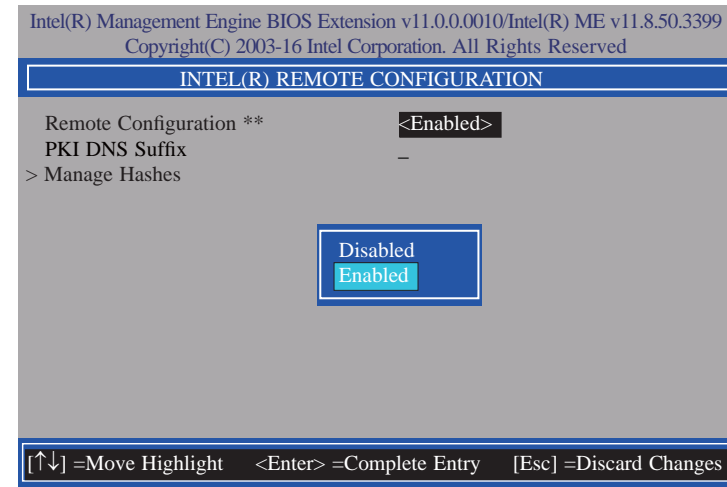 Intel(R) Management Engine BIOS Extension v11.0.0.0010/Intel(R) ME v11.8.50.3399
Copyright(C) 2003-16 Intel Corporation. All Rights Reserved
INTEL(R) REMOTE CONFIGURATION
Remote Configuration ** <Enabled>
PKI DNS Suffix _
> Manage Hashes
Disabled
Enabled
[↑↓] =Move Highlight <Enter> =Complete Entry [Esc] =Discard Changes